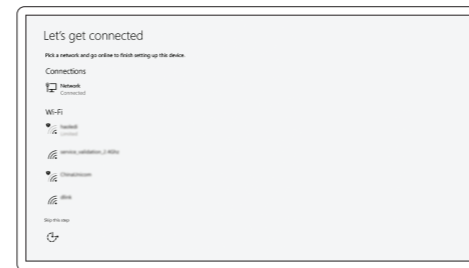 Let's get connected
Pick a network and go online to finish setting up this device.
Connections
Network
Connected
Wi-Fi
service_validation_2.4Ghz
Chinaunicom
dlink
Skip this step